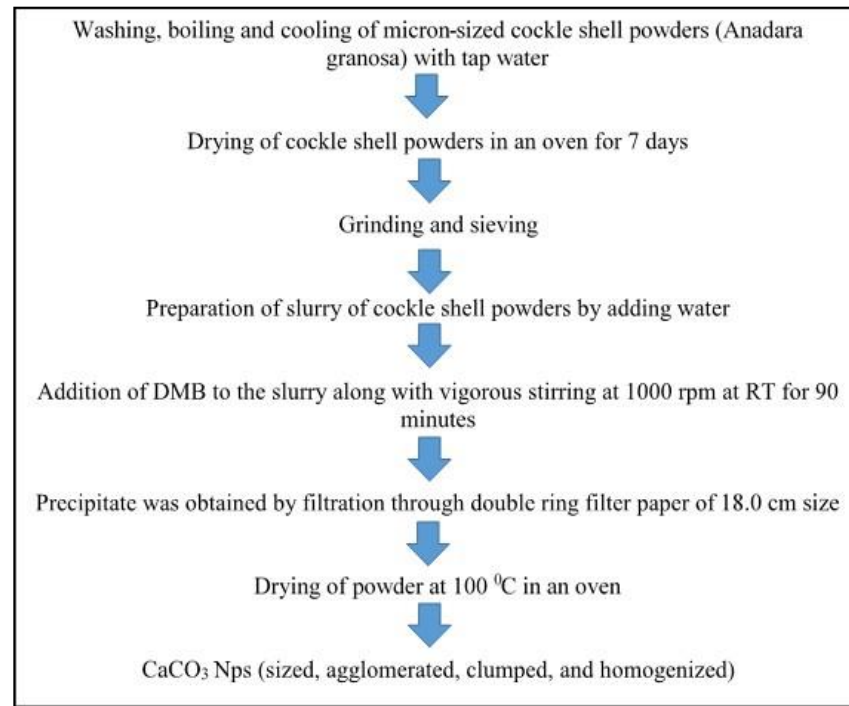 Washing, boiling and cooling of micron-sized cockle shell powders (Anadara
granosa) with tap water
Drying of cockle shell powders in an oven for 7 days
Grinding and sieving
Preparation of slurry of cockle shell powders by adding water
Addition of DMB to the slurry along with vigorous stirring at 1000 rpm at RT for 90
minutes
Precipitate was obtained by filtration through double ring filter paper of 18.0 cm size
Drying of powder at 100 ⁰C in an oven
CaCO₃ Nps (sized, agglomerated, clumped, and homogenized)